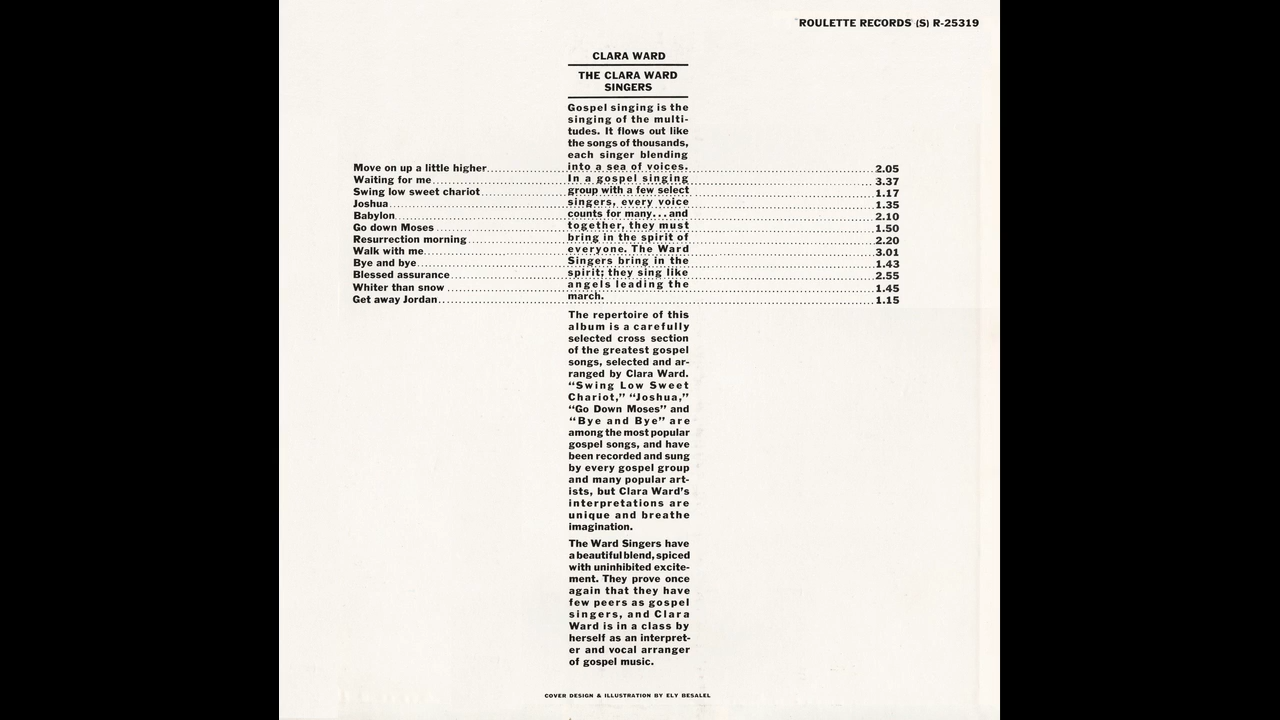 ROULETTE RECORDS (S) R-25319
CLARA WARD
THE CLARA WARD
SINGERS
Gospel singing is the
singing of the multi-
tudes. It flows out like
the songs of thousands,
each singer blending
into a sea of voices.
In a gospel singing
group with a few select
singers, every voice
counts for many...and
together, they must
bring in the spirit of
everyone. The Ward
Singers bring in the
spirit; they sing like
angels leading the
march.
Move on up a little higher 2.05
Waiting for me 3.37
Swing low sweet chariot 1.17
Joshua 1.35
Babylon 2.10
Go down Moses 1.50
Resurrection morning 2.20
Walk with me 3.01
Bye and bye 1.43
Blessed assurance 2.55
Whiter than snow 1.45
Get away Jordan 1.15
The repertoire of this
album is a carefully
selected cross section
of the greatest gospel
songs, selected and ar-
ranged by Clara Ward.
“Swing Low Sweet
Chariot,” “Joshua,”
“Go Down Moses” and
“Bye and Bye” are
among the most popular
gospel songs, and have
been recorded and sung
by every gospel group
and many popular art-
ists, but Clara Ward’s
interpretations are
unique and breathe
imagination.
The Ward Singers have
a beautiful blend, spiced
with uninhibited excite-
ment. They prove once
again that they have
few peers as gospel
singers, and Clara
Ward is in a class by
herself as an interpret-
er and vocal arranger
of gospel music.
COVER DESIGN & ILLUSTRATION BY ELY BESALEL